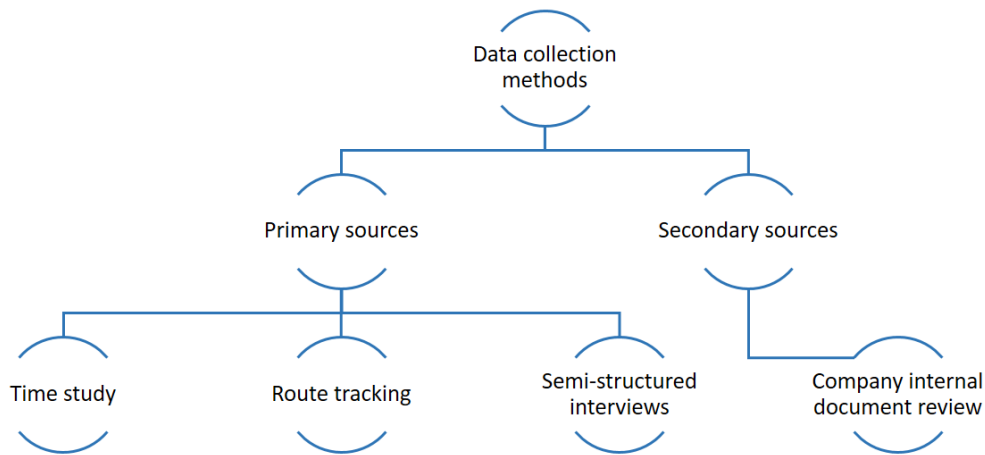 Data collection
methods
Primary sources
Secondary sources
Time study
Route tracking
Semi-structured
interviews
Company internal
document review